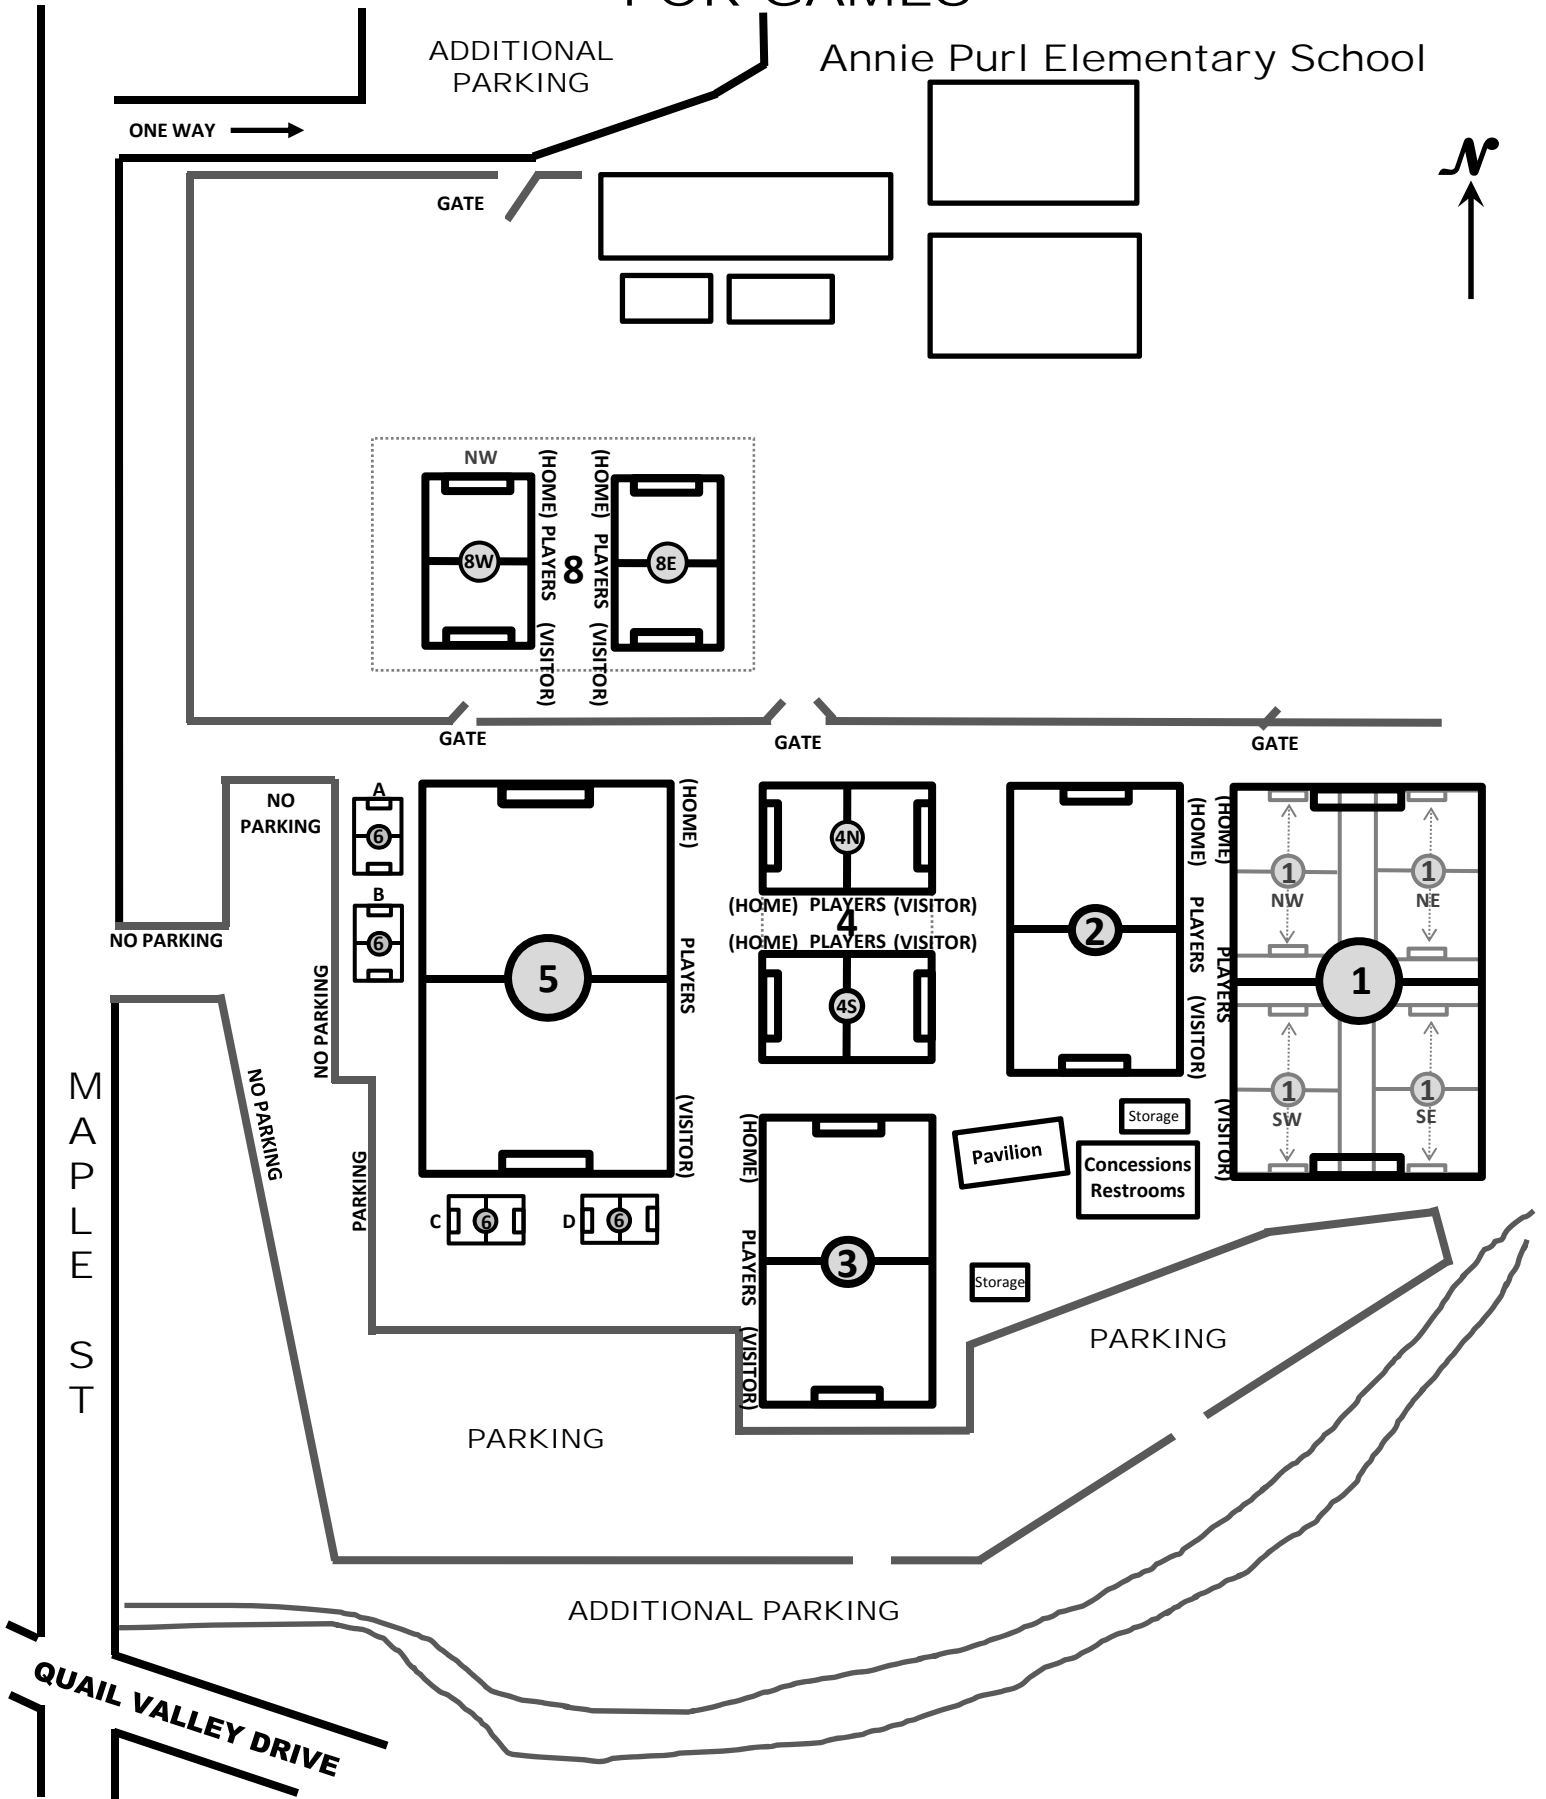 FOR GAMES
ADDITIONAL
PARKING
Annie Purl Elementary School
ONE WAY
N
GATE
NW
(HOME) PLAYERS (VISITOR)
(HOME) PLAYERS (VISITOR)
8W
8
8E
GATE
GATE
GATE
NO
PARKING
A
6
B
6
NO PARKING
NO PARKING
NO PARKING
PARKING
5
(HOME) PLAYERS (VISITOR)
4N
(HOME) PLAYERS (VISITOR)
4
(HOME) PLAYERS (VISITOR)
4S
2
(HOME) PLAYERS (VISITOR)
(HOME) PLAYERS (VISITOR)
1
NW
1
NE
1
1
SW
1
SE
C
6
D
6
(HOME) PLAYERS (VISITOR)
3
Pavilion
Storage
Concessions
Restrooms
Storage
PARKING
PARKING
ADDITIONAL PARKING
MAPLE ST
QUAIL VALLEY DRIVE